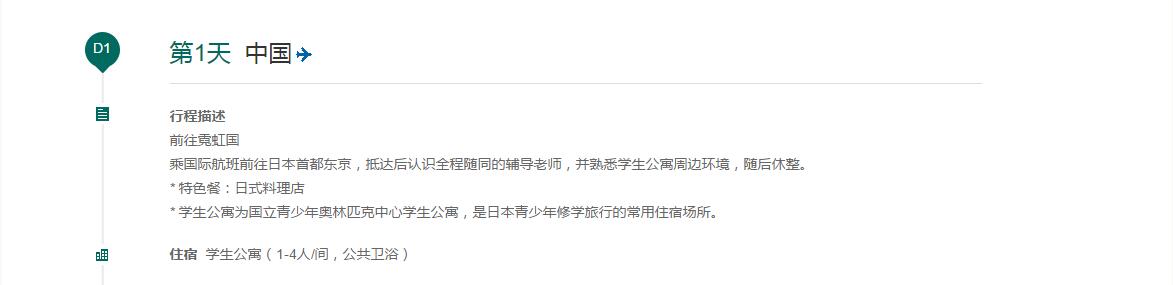 D1
第1天 中国
行程描述
前往霓虹国
乘国际航班前往日本首都东京，抵达后认识全程随同的辅导老师，并熟悉学生公寓周边环境，随后休整。
* 特色餐：日式料理店
* 学生公寓为国立青少年奥林匹克中心学生公寓，是日本青少年修学旅行的常用住宿场所。
住宿 学生公寓（1-4人/间，公共卫浴）